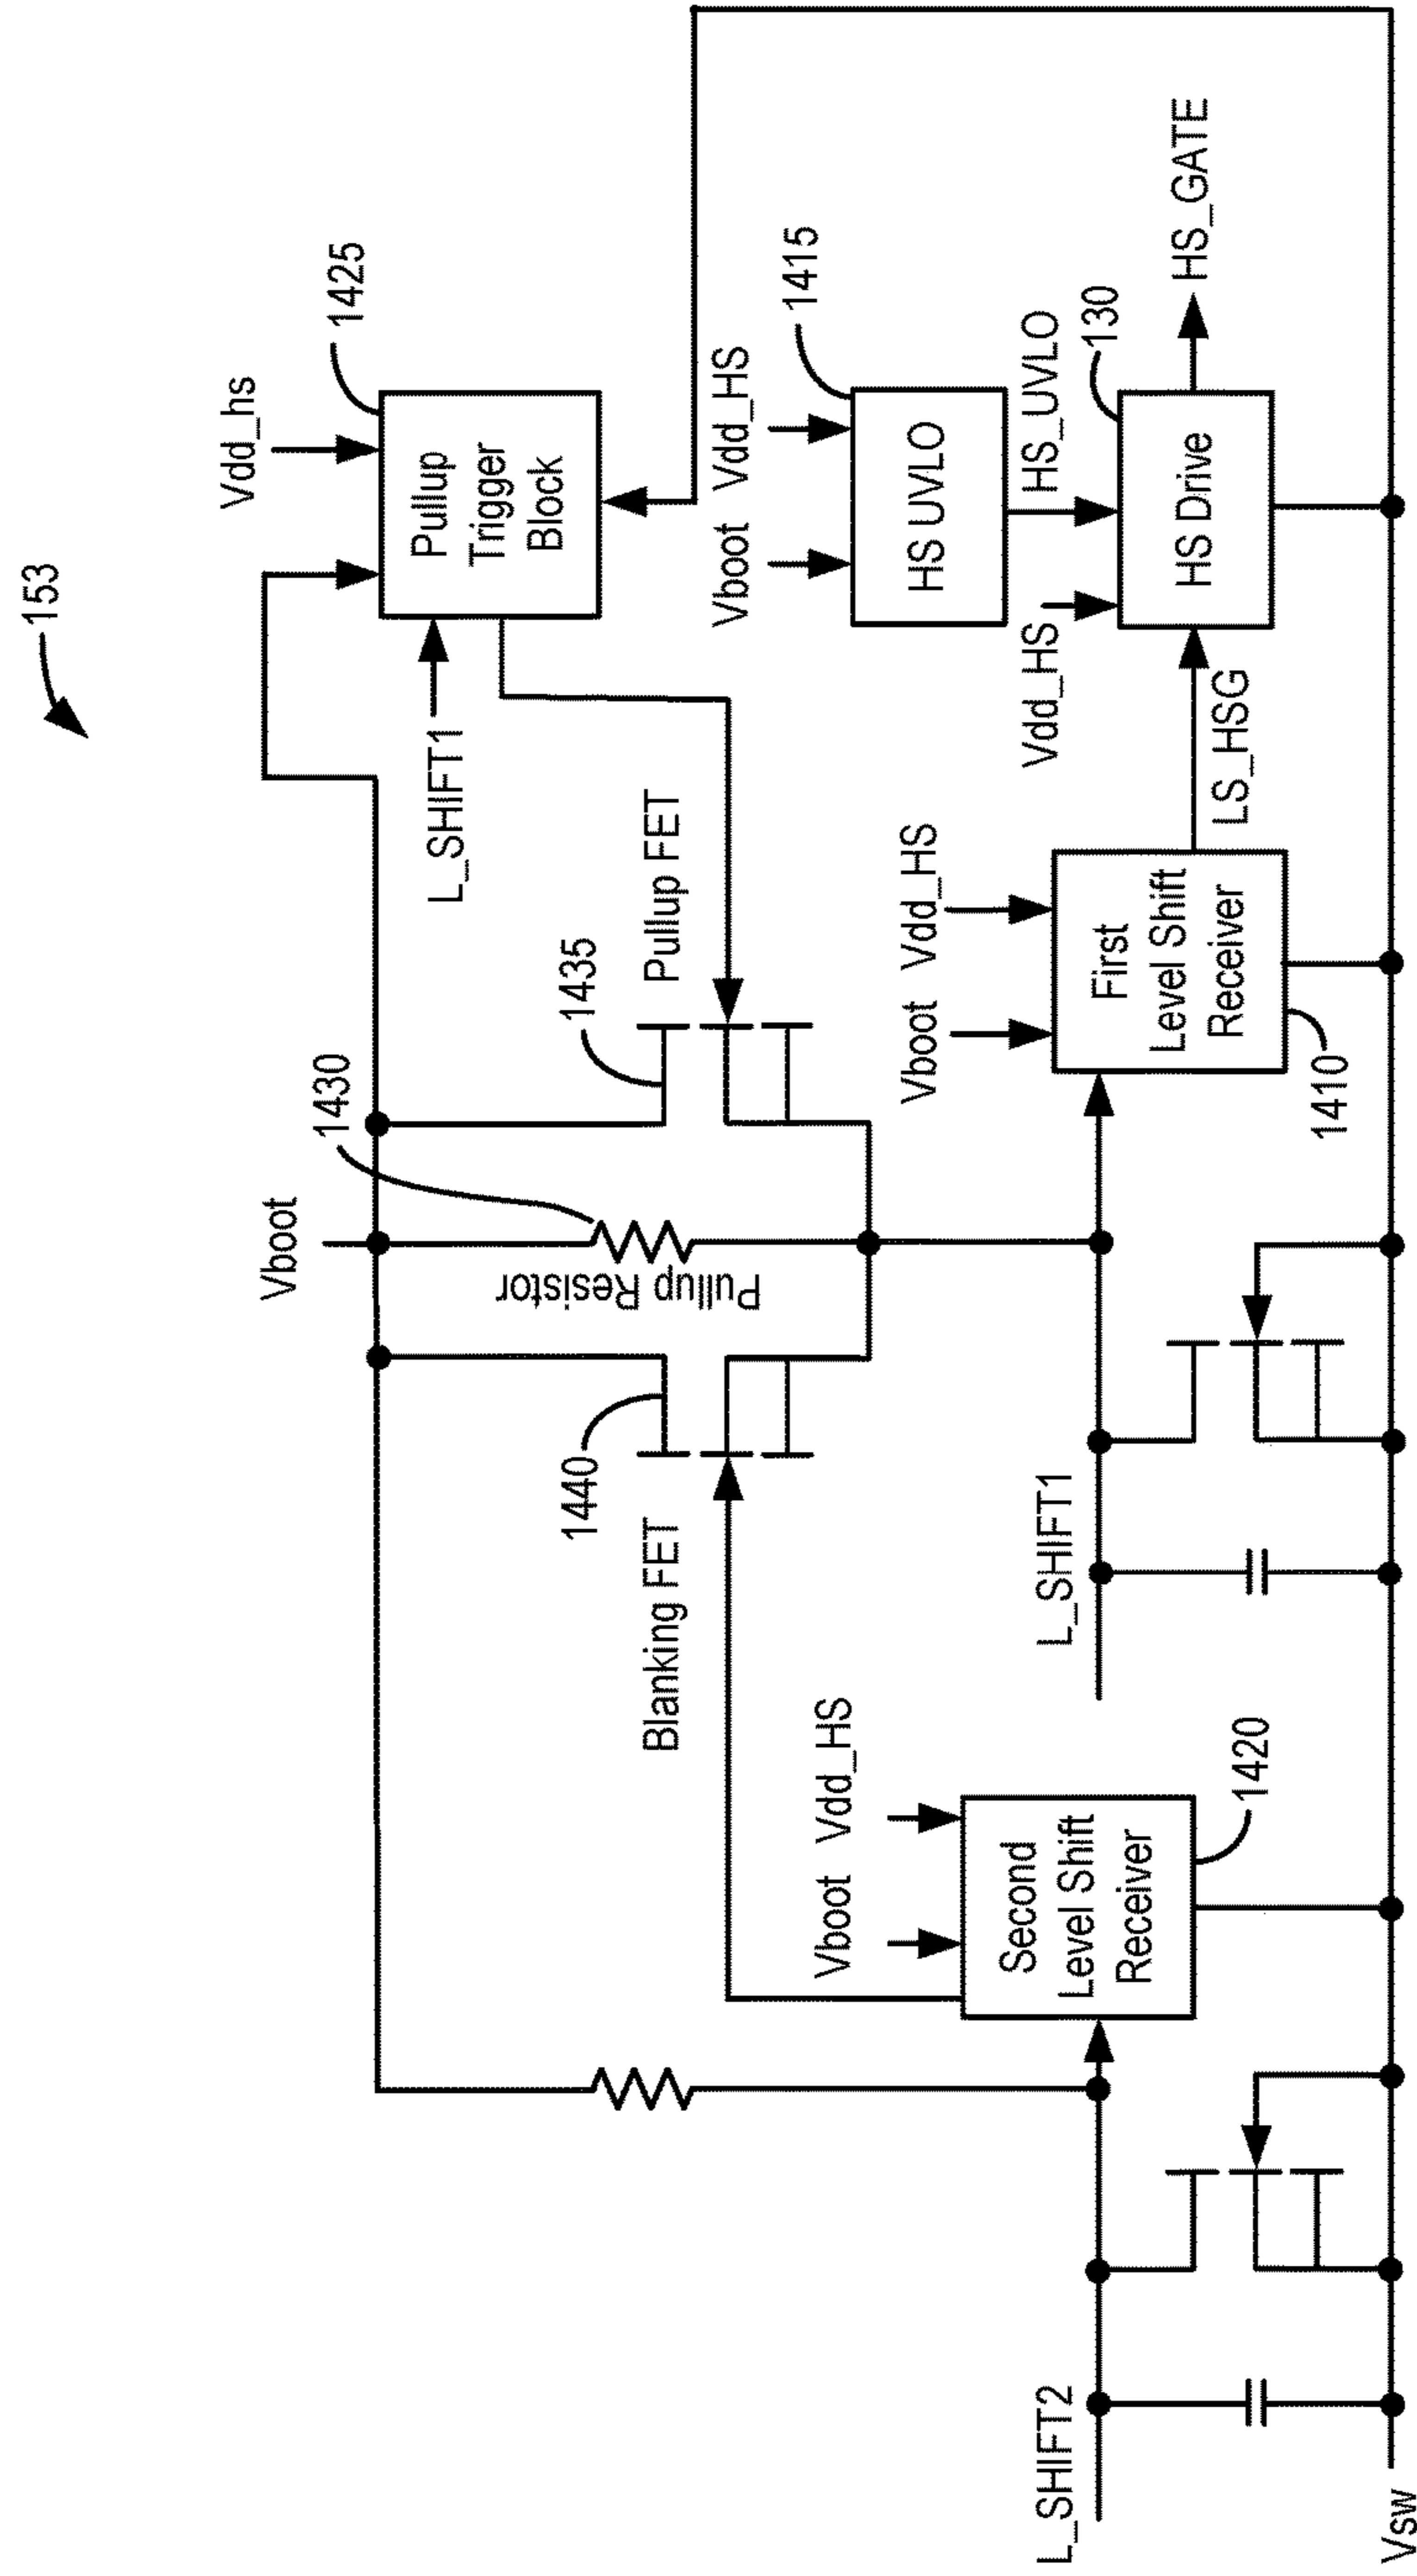 153
Vdd_hs
1425
Pullup
Trigger
Block
L_SHIFT1
Vboot
1430
Pullup Resistor
1435
Pullup FET
1440
Blanking FET
Vboot
Vdd_HS
1415
HS UVLO
HS_UVLO
Vdd_HS
130
HS Drive
HS_GATE
LS_HSG
Vboot
Vdd_HS
First
Level Shift
Receiver
1410
L_SHIFT1
Vboot
Vdd_HS
Second
Level Shift
Receiver
1420
L_SHIFT2
Vsw